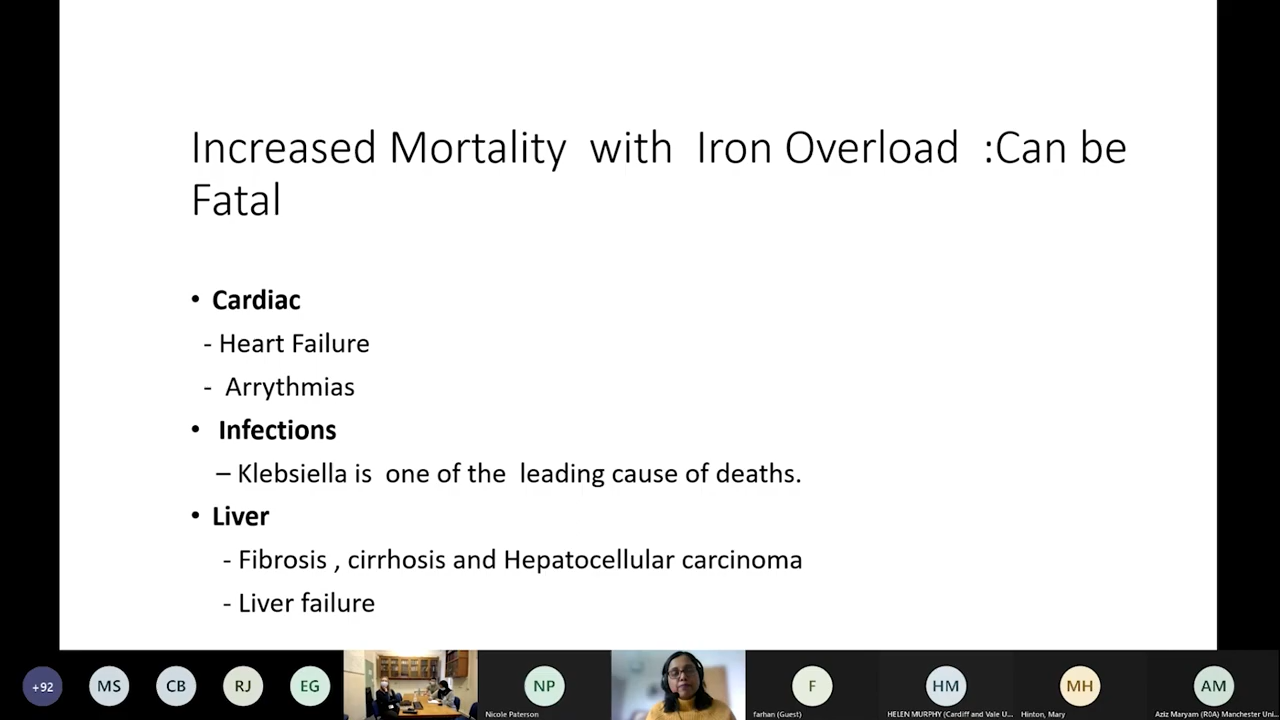 Increased Mortality with Iron Overload :Can be
Fatal
• Cardiac
- Heart Failure
- Arrythmias
• Infections
– Klebsiella is one of the leading cause of deaths.
• Liver
- Fibrosis , cirrhosis and Hepatocellular carcinoma
- Liver failure
+92
MS
CB
RJ
EG
NP
Nicole Paterson
F
farhan (Guest)
HM
HELEN MURPHY (Cardiff and Vale U...
MH
Hinton, Mary
AM
Aziz Maryam (R0A) Manchester Uni...